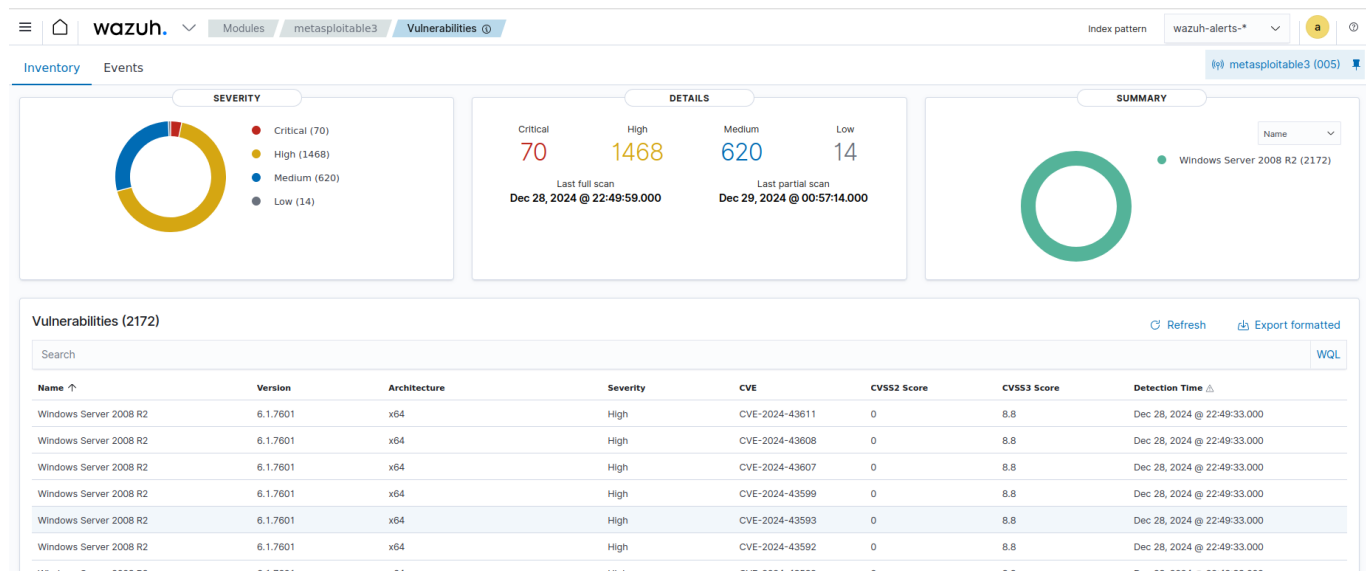 wazuh. Modules metasploitable3 Vulnerabilities Index pattern wazuh-alerts-* a
Inventory Events metasploitable3 (005)
SEVERITY
Critical (70)
High (1468)
Medium (620)
Low (14)
DETAILS
Critical High Medium Low
70 1468 620 14
Last full scan Last partial scan
Dec 28, 2024 @ 22:49:59.000 Dec 29, 2024 @ 00:57:14.000
SUMMARY
Name
Windows Server 2008 R2 (2172)
Vulnerabilities (2172) Refresh Export formatted
Search WQL
Name ↑ Version Architecture Severity CVE CVSS2 Score CVSS3 Score Detection Time
Windows Server 2008 R2 6.1.7601 x64 High CVE-2024-43611 0 8.8 Dec 28, 2024 @ 22:49:33.000
Windows Server 2008 R2 6.1.7601 x64 High CVE-2024-43608 0 8.8 Dec 28, 2024 @ 22:49:33.000
Windows Server 2008 R2 6.1.7601 x64 High CVE-2024-43607 0 8.8 Dec 28, 2024 @ 22:49:33.000
Windows Server 2008 R2 6.1.7601 x64 High CVE-2024-43599 0 8.8 Dec 28, 2024 @ 22:49:33.000
Windows Server 2008 R2 6.1.7601 x64 High CVE-2024-43593 0 8.8 Dec 28, 2024 @ 22:49:33.000
Windows Server 2008 R2 6.1.7601 x64 High CVE-2024-43592 0 8.8 Dec 28, 2024 @ 22:49:33.000